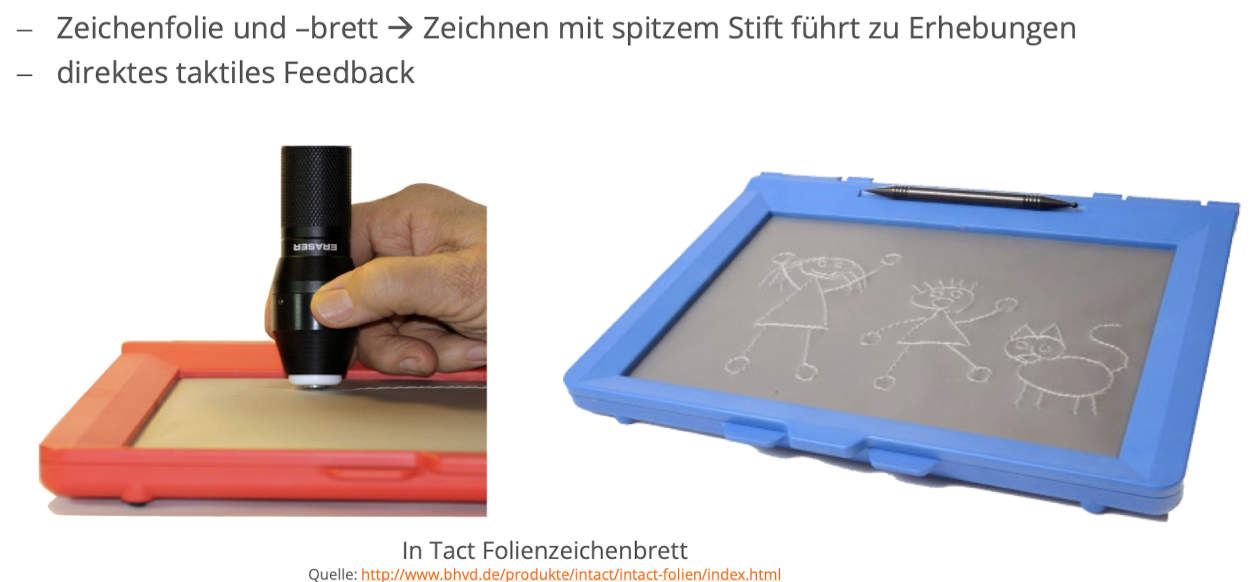 – Zeichenfolie und –brett → Zeichnen mit spitzem Stift führt zu Erhebungen
– direktes taktiles Feedback
ERASER
In Tact Folienzeichenbrett
Quelle: http://www.bhvd.de/produkte/intact/intact-folien/index.html